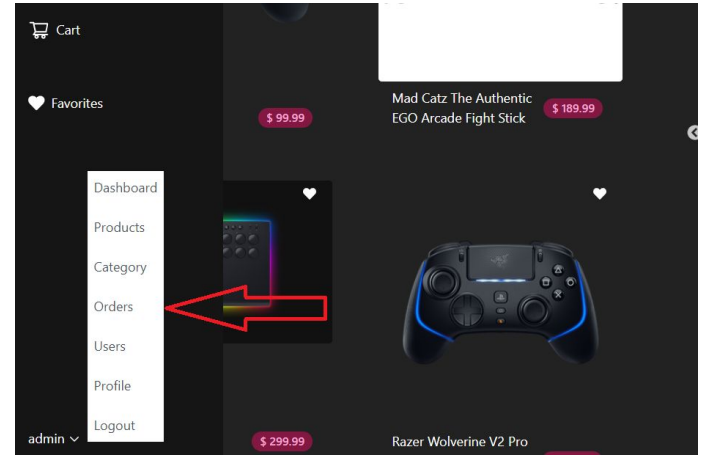 Cart
Favorites
Dashboard
Products
Category
Orders
Users
Profile
Logout
admin
$ 99.99
Mad Catz The Authentic
EGO Arcade Fight Stick
$ 189.99
$ 299.99
Razer Wolverine V2 Pro